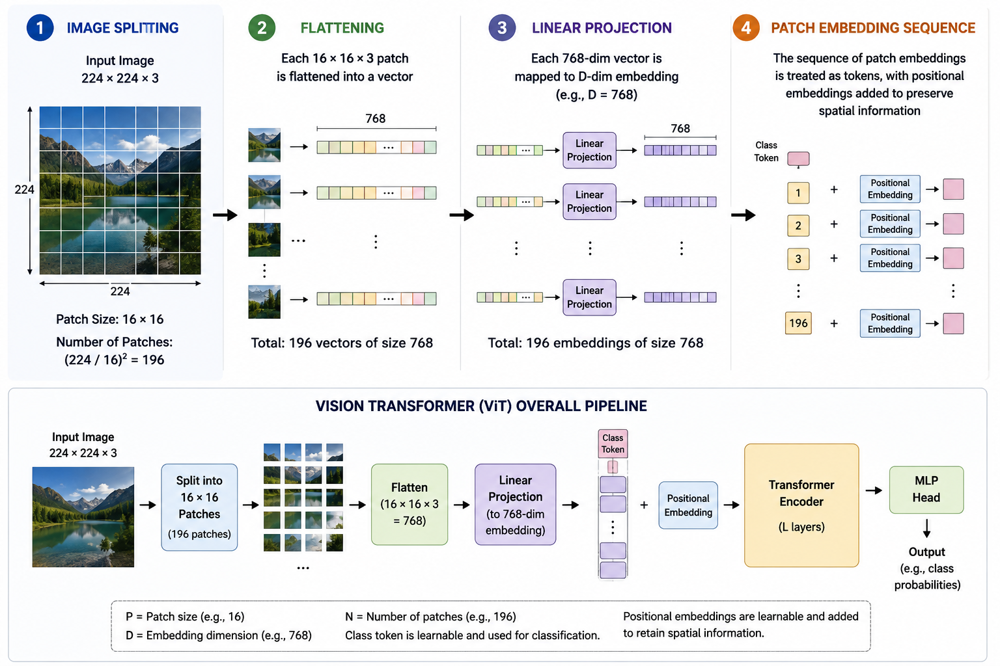 1 IMAGE SPLITTING
Input Image
224 × 224 × 3
224
224
Patch Size: 16 × 16
Number of Patches:
(224 / 16)² = 196
2 FLATTENING
Each 16 × 16 × 3 patch
is flattened into a vector
768
...
...
...
...
Total: 196 vectors of size 768
3 LINEAR PROJECTION
Each 768-dim vector is
mapped to D-dim embedding
(e.g., D = 768)
768
...
Linear
Projection
...
Linear
Projection
...
Linear
Projection
Total: 196 embeddings of size 768
4 PATCH EMBEDDING SEQUENCE
The sequence of patch embeddings
is treated as tokens, with positional
embeddings added to preserve
spatial information
Class
Token
1 + Positional
Embedding
2 + Positional
Embedding
3 + Positional
Embedding
196 + Positional
Embedding
VISION TRANSFORMER (ViT) OVERALL PIPELINE
Input Image
224 × 224 × 3
Split into
16 × 16
Patches
(196 patches)
...
Flatten
(16 × 16 × 3
= 768)
Linear
Projection
(to 768-dim
embedding)
Class
Token
+
Positional
Embedding
Transformer
Encoder
(L layers)
MLP
Head
Output
(e.g., class
probabilities)
P = Patch size (e.g., 16)
D = Embedding dimension (e.g., 768)
N = Number of patches (e.g., 196)
Class token is learnable and used for classification.
Positional embeddings are learnable and added
to retain spatial information.